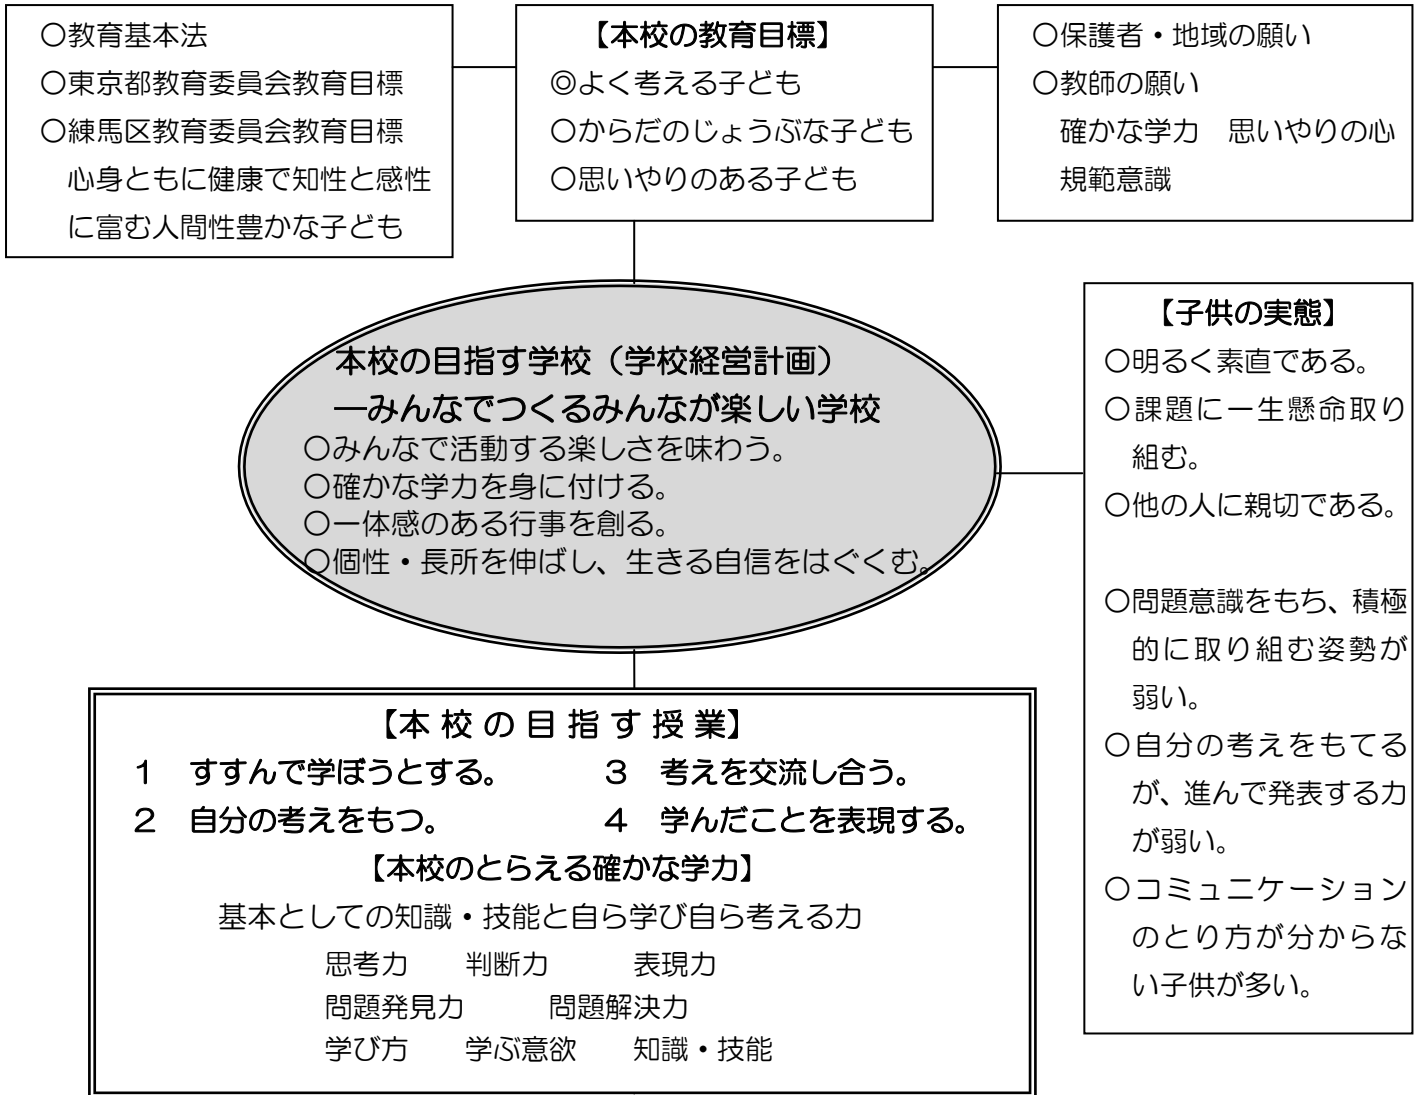 ○教育基本法
○東京都教育委員会教育目標
○練馬区教育委員会教育目標
心身ともに健康で知性と感性
に富む人間性豊かな子ども
【本校の教育目標】
◎よく考える子ども
○からだのじょうぶな子ども
○思いやりのある子ども
○保護者・地域の願い
○教師の願い
確かな学力　思いやりの心
規範意識
本校の目指す学校（学校経営計画）
―みんなでつくるみんなが楽しい学校
○みんなで活動する楽しさを味わう。
○確かな学力を身に付ける。
○一体感のある行事を創る。
○個性・長所を伸ばし、生きる自信をはぐくむ。
【子供の実態】
○明るく素直である。
○課題に一生懸命取り
組む。
○他の人に親切である。
○問題意識をもち、積極
的に取り組む姿勢が
弱い。
○自分の考えをもてる
が、進んで発表する力
が弱い。
○コミュニケーション
のとり方が分からな
い子供が多い。
【本 校 の 目 指 す 授 業】
１　すすんで学ぼうとする。　　　３　考えを交流し合う。
２　自分の考えをもつ。　　　　　４　学んだことを表現する。
【本校のとらえる確かな学力】
基本としての知識・技能と自ら学び自ら考える力
思考力　　判断力　　　表現力
問題発見力　　　問題解決力
学び方　　学ぶ意欲　　知識・技能